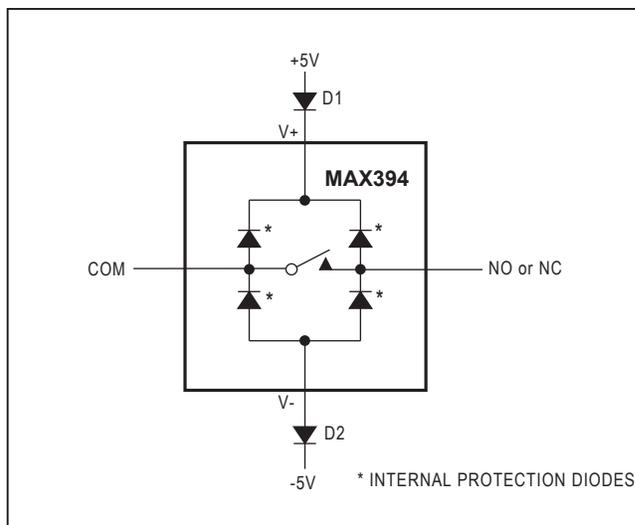 +5V
D1
V+
MAX394
*
*
COM
NO or NC
*
*
V-
D2
-5V
* INTERNAL PROTECTION DIODES